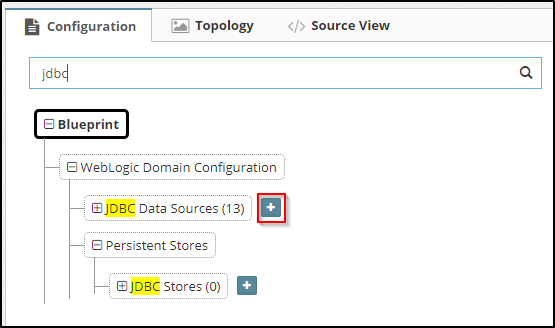 Configuration Topology Source View
jdbc
Blueprint
WebLogic Domain Configuration
JDBC Data Sources (13)
Persistent Stores
JDBC Stores (0)